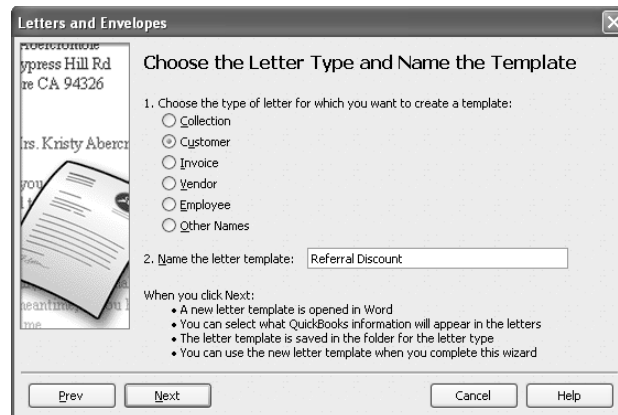 Letters and Envelopes
ypress Hill Rd
re CA 94326
rs. Kristy Abercr
you
Choose the Letter Type and Name the Template
1. Choose the type of letter for which you want to create a template:
Collection
Customer
Invoice
Vendor
Employee
Other Names
2. Name the letter template: Referral Discount
When you click Next:
• A new letter template is opened in Word
• You can select what QuickBooks information will appear in the letters
• The letter template is saved in the folder for the letter type
• You can use the new letter template when you complete this wizard
Prev Next Cancel Help